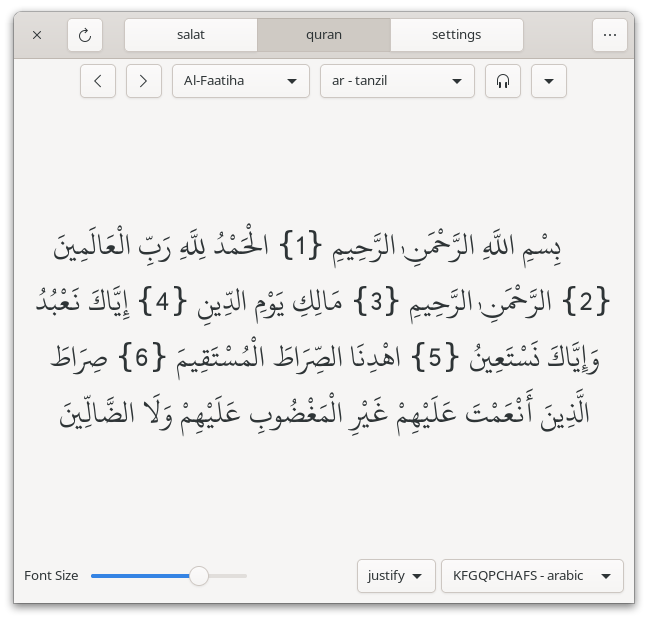 salat quran settings ...
Al-Faatiha ar - tanzil
بِسْمِ اللَّهِ الرَّحْمَٰنِ الرَّحِيمِ {1} الْحَمْدُ لِلَّهِ رَبِّ الْعَالَمِينَ
{2} الرَّحْمَٰنِ الرَّحِيمِ {3} مَالِكِ يَوْمِ الدِّينِ {4} إِيَّاكَ نَعْبُدُ
وَإِيَّاكَ نَسْتَعِينُ {5} اهْدِنَا الصِّرَاطَ الْمُسْتَقِيمَ {6} صِرَاطَ
الَّذِينَ أَنْعَمْتَ عَلَيْهِمْ غَيْرِ الْمَغْضُوبِ عَلَيْهِمْ وَلَا الضَّالِّينَ
Font Size justify KFGQPCHAFS - arabic